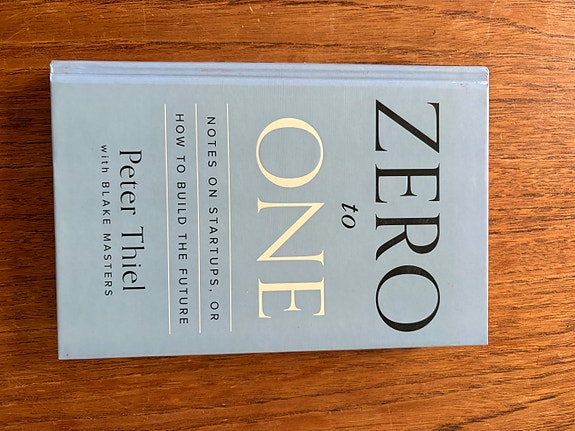 ZERO
to
ONE
NOTES ON STARTUPS, OR
HOW TO BUILD THE FUTURE
Peter Thiel
with BLAKE MASTERS